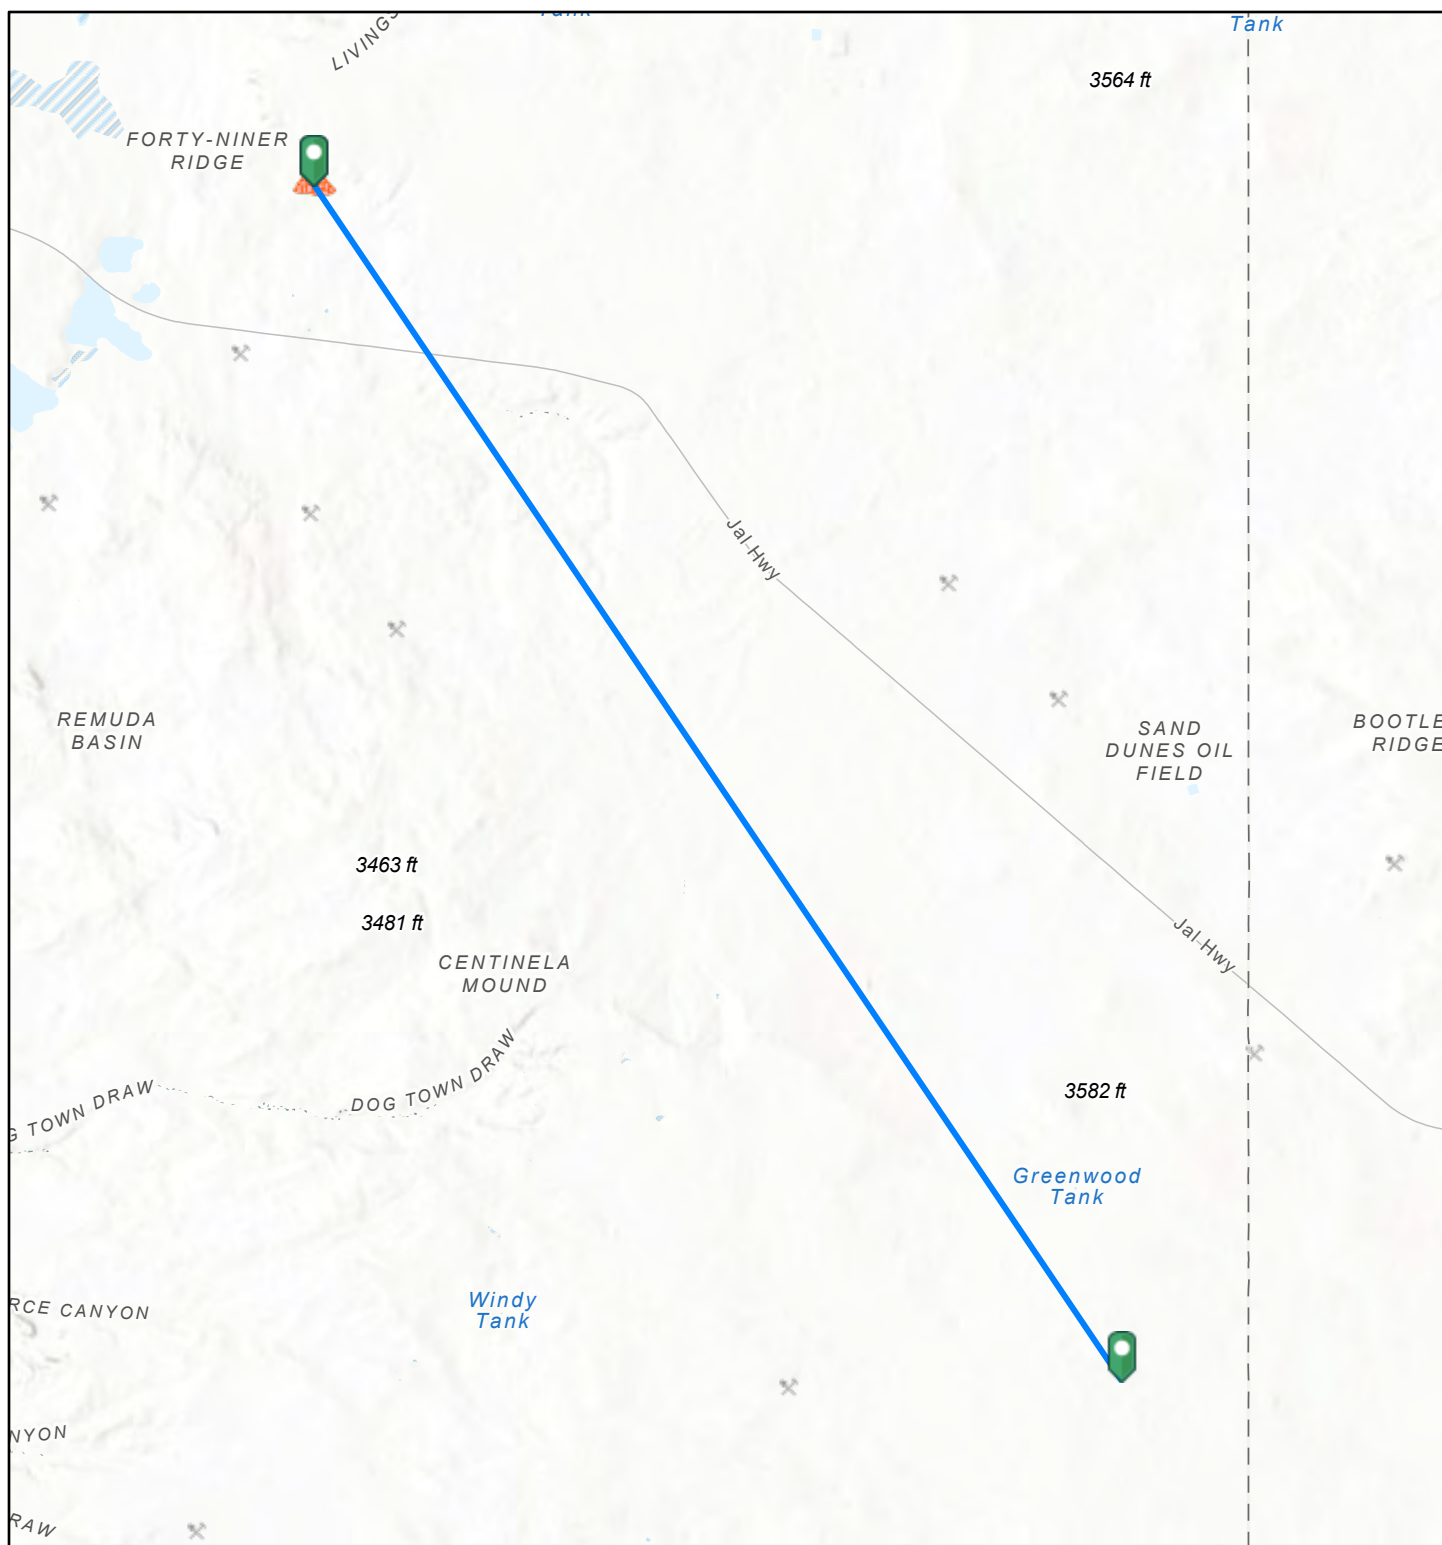 Tank
LIVINGS
3564 ft
FORTY-NINER
RIDGE
Jal Hwy
REMUDA
BASIN
SAND
DUNES OIL
FIELD
BOOTLE
RIDGE
3463 ft
3481 ft
CENTINELA
MOUND
Jal Hwy
DOG TOWN DRAW
G TOWN DRAW
3582 ft
Greenwood
Tank
Windy
Tank
RCE CANYON
NYON
RAW